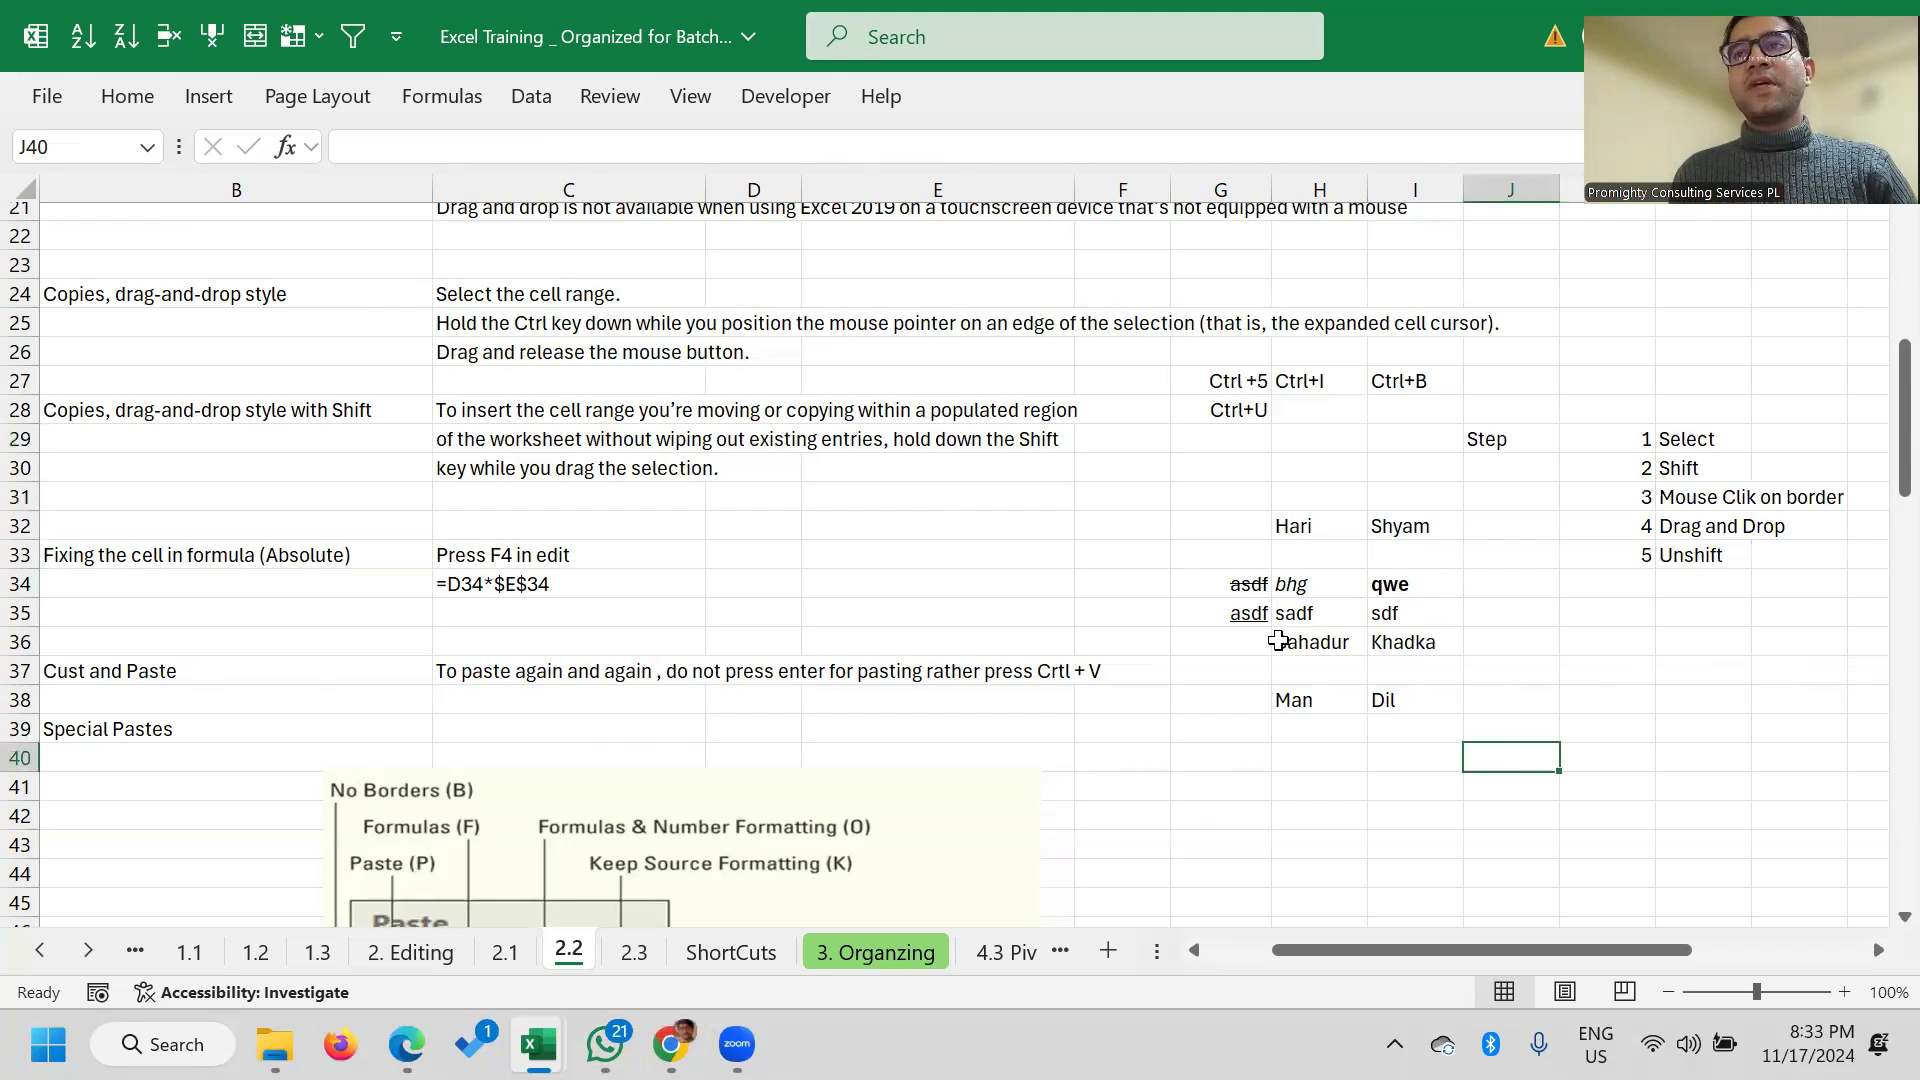 Excel Training _ Organized for Batch...
Search
File Home Insert Page Layout Formulas Data Review View Developer Help
J40
fx
Promighty Consulting Services PL
B C D E F G H I J
21 Drag and drop is not available when using Excel 2019 on a touchscreen device that's not equipped with a mouse
22
23
24 Copies, drag-and-drop style Select the cell range.
25 Hold the Ctrl key down while you position the mouse pointer on an edge of the selection (that is, the expanded cell cursor).
26 Drag and release the mouse button.
27 Ctrl +5 Ctrl+I Ctrl+B
28 Copies, drag-and-drop style with Shift To insert the cell range you’re moving or copying within a populated region Ctrl+U
29 of the worksheet without wiping out existing entries, hold down the Shift Step 1 Select
30 key while you drag the selection. 2 Shift
31 3 Mouse Clik on border
32 Hari Shyam 4 Drag and Drop
33 Fixing the cell in formula (Absolute) Press F4 in edit 5 Unshift
34 =D34*$E$34 asdf bhg qwe
35 asdf sadf sdf
36 Khadka
37 Cust and Paste To paste again and again , do not press enter for pasting rather press Crtl + V
38 Man Dil
39 Special Pastes
40
41 No Borders (B)
42 Formulas (F) Formulas & Number Formatting (O)
43
44 Paste (P) Keep Source Formatting (K)
45
Paste
1.1 1.2 1.3 2. Editing 2.1 2.2 2.3 ShortCuts 3. Organzing 4.3 Piv
Ready Accessibility: Investigate 100%
Search
1
21
zoom
ENG
US
8:33 PM
11/17/2024